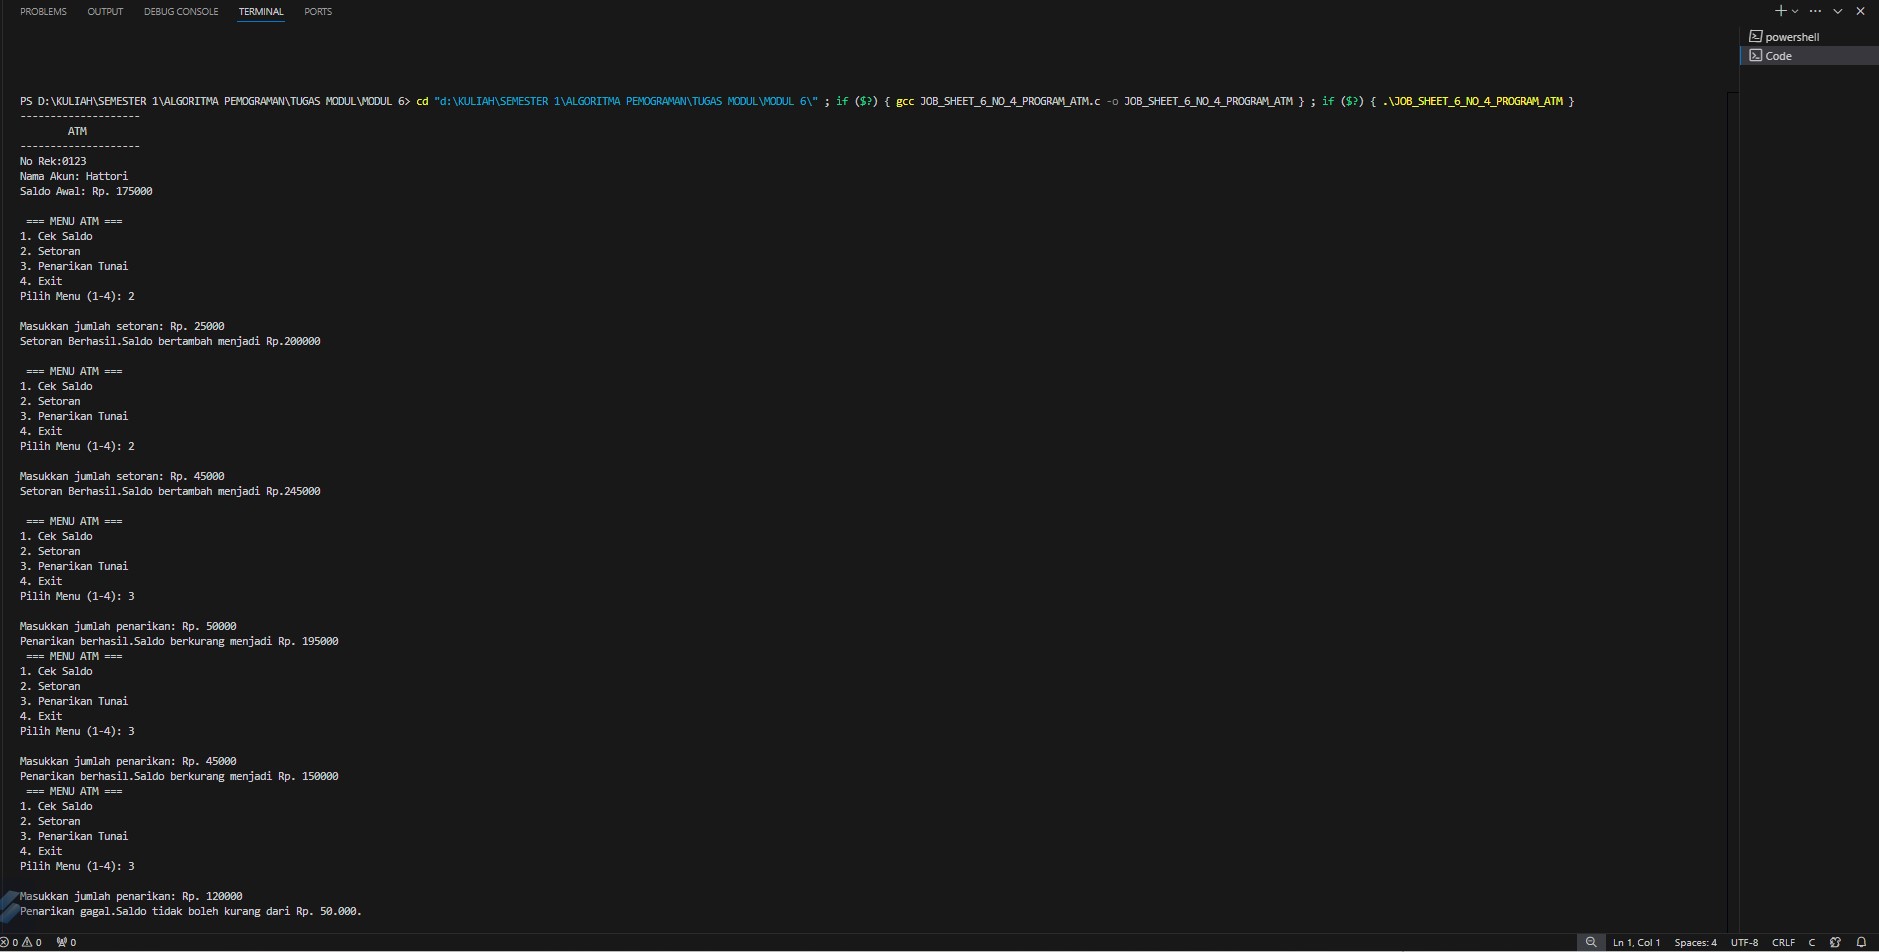 PROBLEMS OUTPUT DEBUG CONSOLE TERMINAL PORTS
powershell
Code
PS D:\KULIAH\SEMESTER 1\ALGORITMA PEMOGRAMAN\TUGAS MODUL\MODUL 6> cd "d:\KULIAH\SEMESTER 1\ALGORITMA PEMOGRAMAN\TUGAS MODUL\MODUL 6\" ; if ($?) { gcc JOB_SHEET_6_NO_4_PROGRAM_ATM.c -o JOB_SHEET_6_NO_4_PROGRAM_ATM } ; if ($?) { .\JOB_SHEET_6_NO_4_PROGRAM_ATM }
--------------------
ATM
--------------------
No Rek:0123
Nama Akun: Hattori
Saldo Awal: Rp. 175000
=== MENU ATM ===
1. Cek Saldo
2. Setoran
3. Penarikan Tunai
4. Exit
Pilih Menu (1-4): 2
Masukkan jumlah setoran: Rp. 25000
Setoran Berhasil.Saldo bertambah menjadi Rp.200000
=== MENU ATM ===
1. Cek Saldo
2. Setoran
3. Penarikan Tunai
4. Exit
Pilih Menu (1-4): 2
Masukkan jumlah setoran: Rp. 45000
Setoran Berhasil.Saldo bertambah menjadi Rp.245000
=== MENU ATM ===
1. Cek Saldo
2. Setoran
3. Penarikan Tunai
4. Exit
Pilih Menu (1-4): 3
Masukkan jumlah penarikan: Rp. 50000
Penarikan berhasil.Saldo berkurang menjadi Rp. 195000
=== MENU ATM ===
1. Cek Saldo
2. Setoran
3. Penarikan Tunai
4. Exit
Pilih Menu (1-4): 3
Masukkan jumlah penarikan: Rp. 45000
Penarikan berhasil.Saldo berkurang menjadi Rp. 150000
=== MENU ATM ===
1. Cek Saldo
2. Setoran
3. Penarikan Tunai
4. Exit
Pilih Menu (1-4): 3
Masukkan jumlah penarikan: Rp. 120000
Penarikan gagal.Saldo tidak boleh kurang dari Rp. 50.000.
0 0 0 Ln 1, Col 1 Spaces: 4 UTF-8 CRLF C